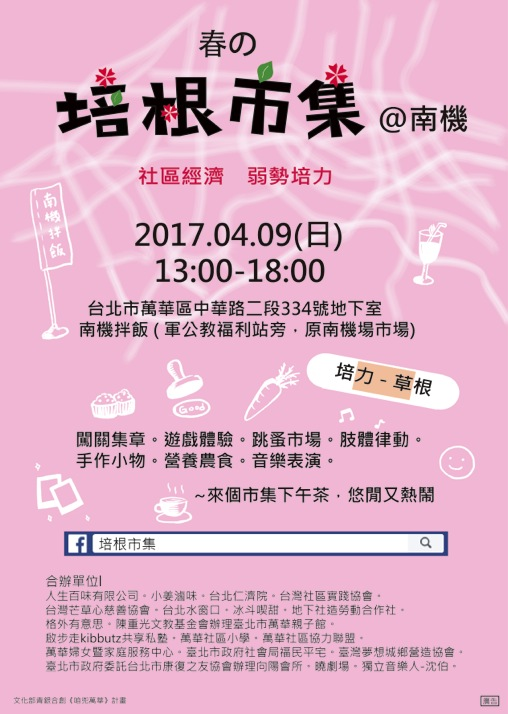 春の
培根市集 @南機
社區經濟 弱勢培力
南機拌飯
2017.04.09(日)
13:00-18:00
台北市萬華區中華路二段334號地下室
南機拌飯 ( 軍公教福利站旁，原南機場市場)
培力 - 草根
Good
闖關集章。遊戲體驗。跳蚤市場。肢體律動。
手作小物。營養農食。音樂表演。
~來個市集下午茶，悠閒又熱鬧
f 培根市集
合辦單位|
人生百味有限公司。小姜滷味。台北仁濟院。台灣社區實踐協會。
台灣芒草心慈善協會。台北水窗口。冰斗喫甜。地下社造勞動合作社。
格外有意思。陳重光文教基金會辦理臺北市萬華親子館。
散步走kibbutz共享私塾。萬華社區小學。萬華社區協力聯盟。
萬華婦女暨家庭服務中心。臺北市政府社會局福民平宅。臺灣夢想城鄉營造協會。
臺北市政府委託台北市康復之友協會辦理向陽會所。曉劇場。獨立音樂人-沈伯。
文化部青銀合創《咱兜萬華》計畫
廣告